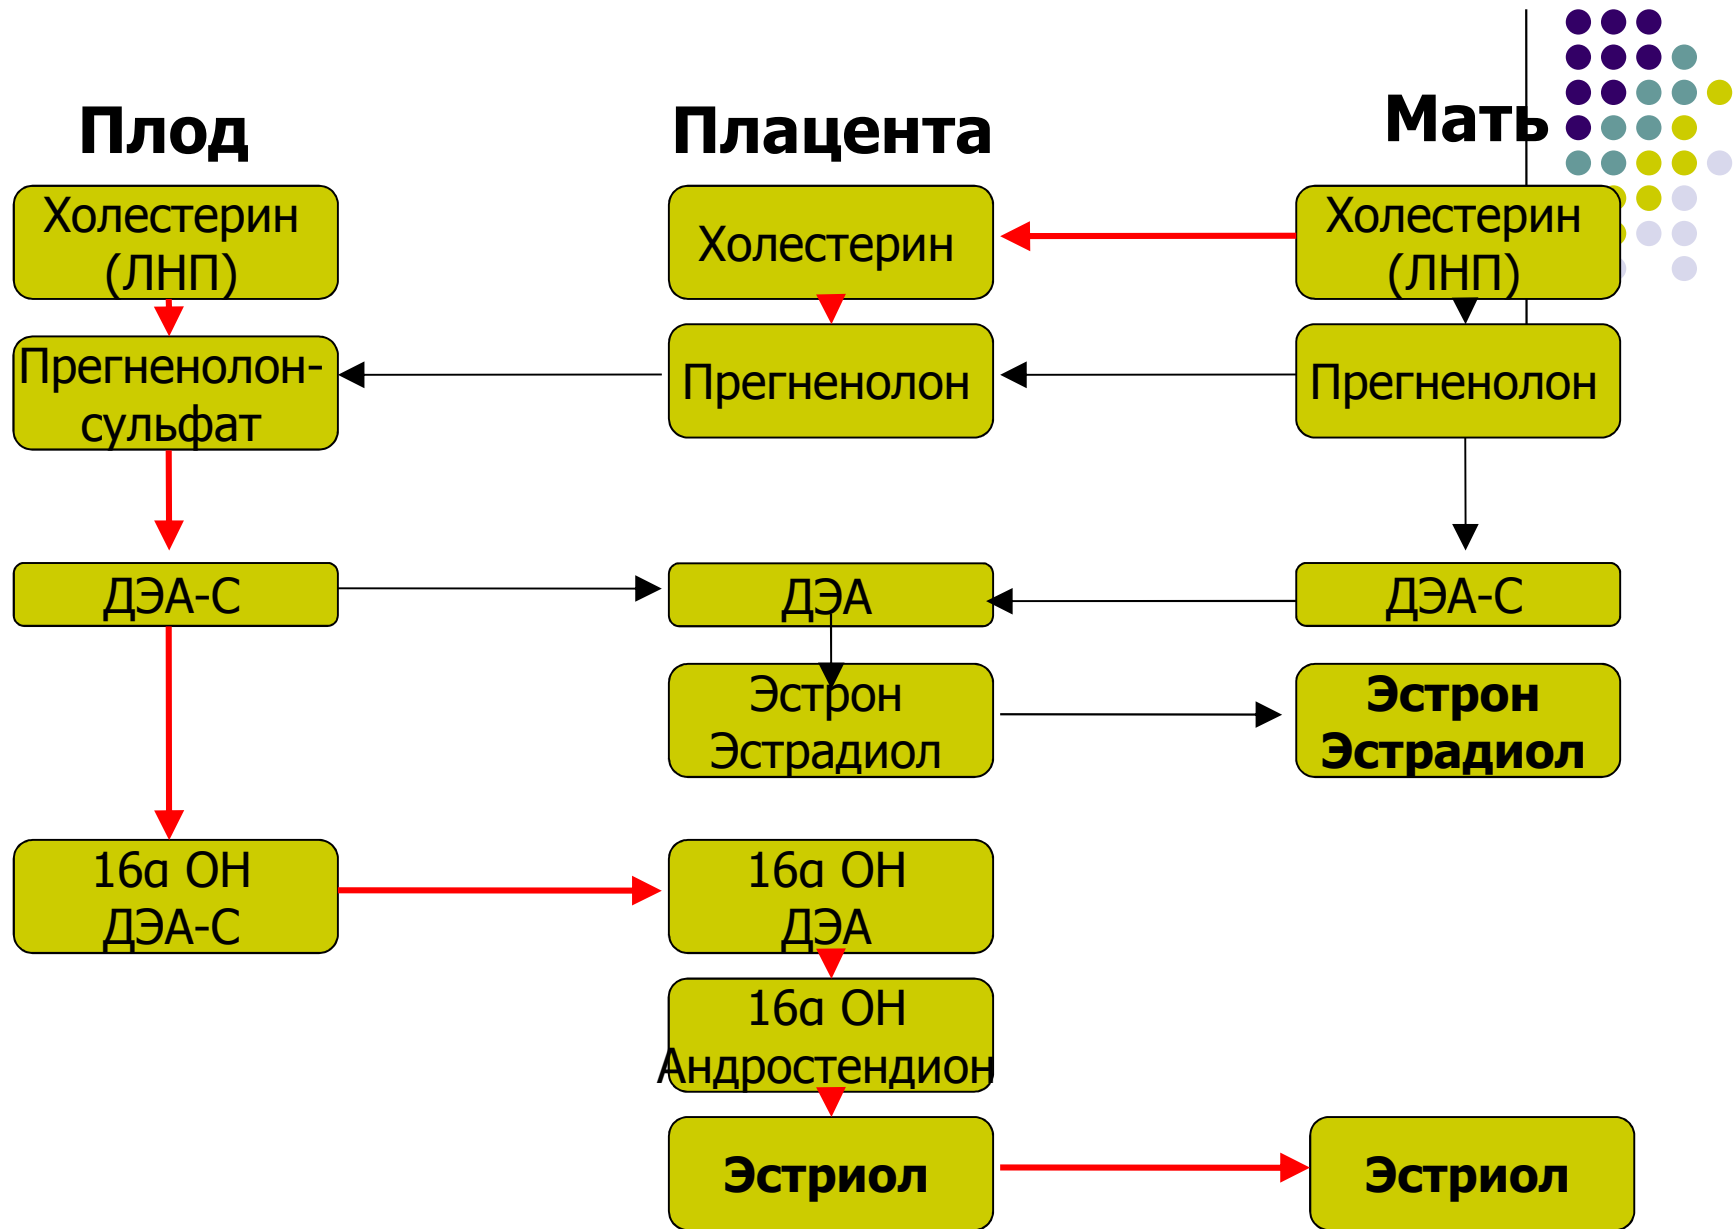 Плод
Плацента
Мать
Холестерин
(ЛНП)
Холестерин
Холестерин
(ЛНП)
Прегненолон-
сульфат
Прегненолон
Прегненолон
ДЭА-С
ДЭА
ДЭА-С
Эстрон
Эстрадиол
Эстрон
Эстрадиол
16α ОН
ДЭА-С
16α ОН
ДЭА
16α ОН
Андростендион
Эстриол
Эстриол